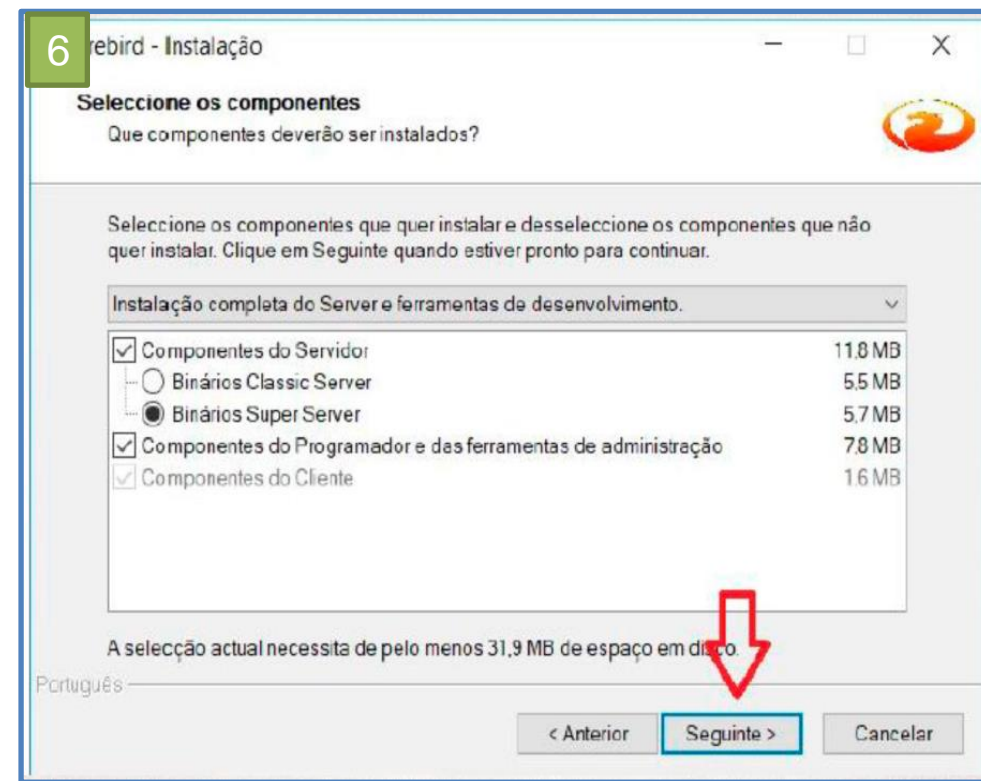 6
rebird - Instalação
Seleccione os componentes
Que componentes deverão ser instalados?
Seleccione os componentes que quer instalar e desseleccione os componentes que não
quer instalar. Clique em Seguinte quando estiver pronto para continuar.
Instalação completa do Server e ferramentas de desenvolvimento.
Componentes do Servidor 11,8 MB
Binários Classic Server 5,5 MB
Binários Super Server 5,7 MB
Componentes do Programador e das ferramentas de administração 7,8 MB
Componentes do Cliente 1,6 MB
A selecção actual necessita de pelo menos 31,9 MB de espaço em disco.
Português
< Anterior Seguinte > Cancelar